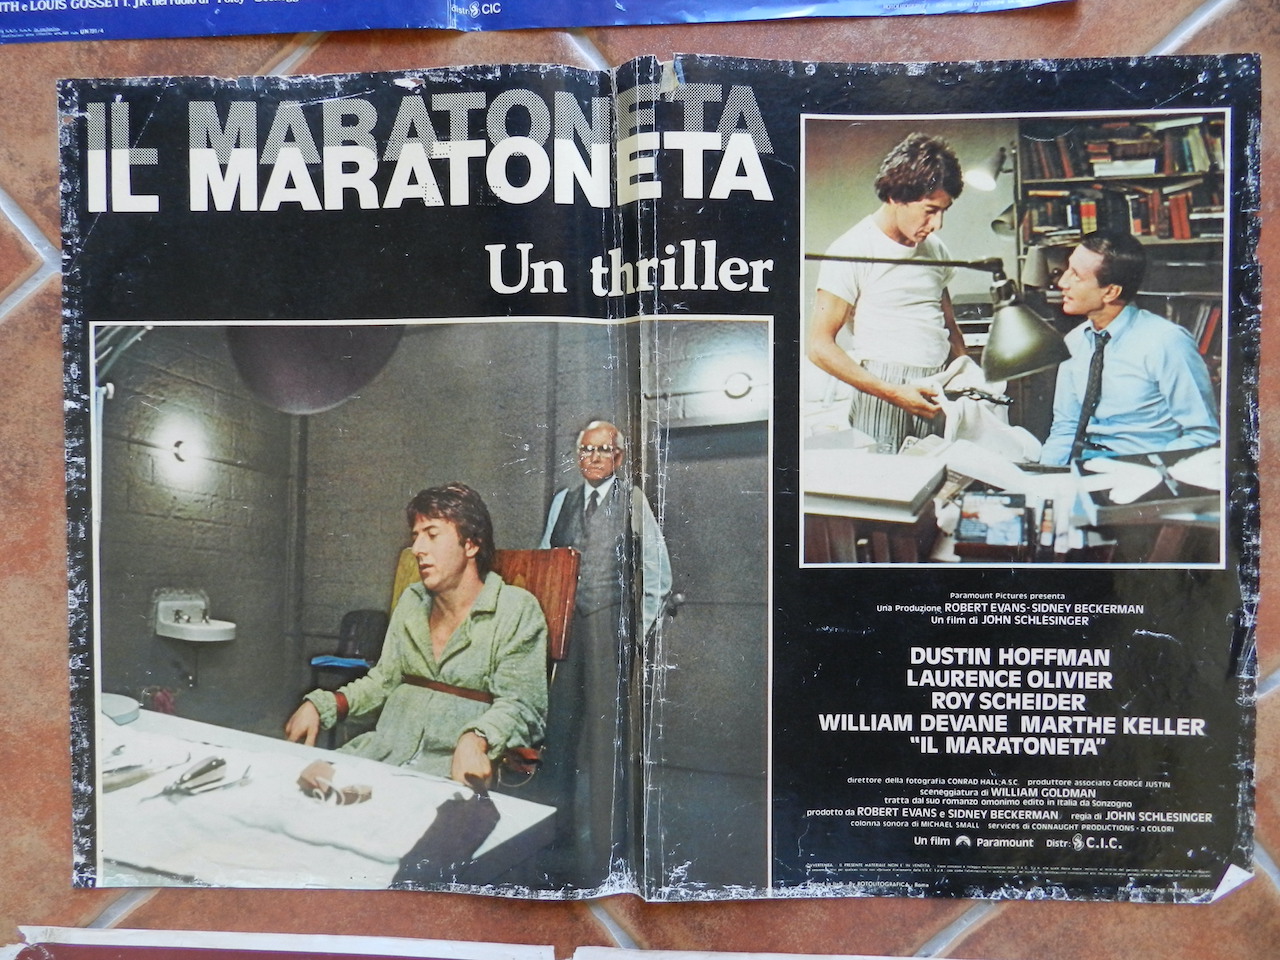 CIC
IL MARATONETA
IL MARATONETA
Un thriller
Paramount Pictures presenta
Una Produzione ROBERT EVANS-SIDNEY BECKERMAN
Un film di JOHN SCHLESINGER
DUSTIN HOFFMAN
LAURENCE OLIVIER
ROY SCHEIDER
WILLIAM DEVANE MARTHE KELLER
"IL MARATONETA"
direttore della fotografia CONRAD HALL A.S.C. produttore associato GEORGE JUSTIN
sceneggiatura di WILLIAM GOLDMAN
tratta dal suo romanzo omonimo edito in Italia da Sonzogno
prodotto da ROBERT EVANS e SIDNEY BECKERMAN regia di JOHN SCHLESINGER
colonna sonora di MICHAEL SMALL services di CONNAUGHT PRODUCTIONS - A COLORI
Un film Paramount Distr: C.I.C.